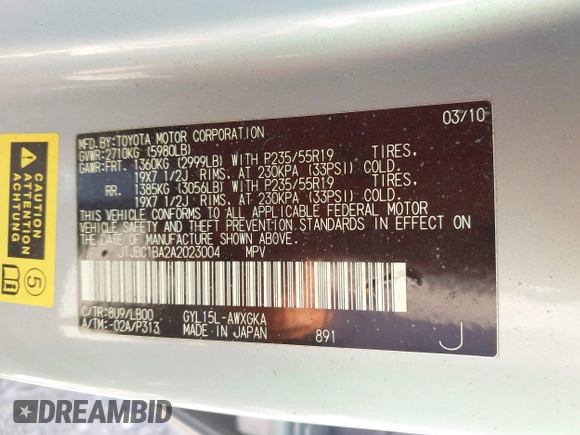 03/10
MFD.BY:TOYOTA MOTOR CORPORATION
GVWR:2710KG (5980LB)
GAWR:FRT. 1360KG (2999LB) WITH P235/55R19 TIRES,
19X7 1/2J RIMS, AT 230KPA (33PSI) COLD.
RR. 1385KG (3056LB) WITH P235/55R19 TIRES,
19X7 1/2J RIMS, AT 230KPA (33PSI) COLD.
THIS VEHICLE CONFORMS TO ALL APPLICABLE FEDERAL MOTOR
VEHICLE SAFETY AND THEFT PREVENTION STANDARDS IN EFFECT
ON THE DATE OF MANUFACTURE SHOWN ABOVE.
JTJBC1BA2A2023004 MPV
C/TR:8U9/LB00 GYL15L-AWXGKA
A/TM:-02A/P313 MADE IN JAPAN 891
J
CAUTION
ATTENTION
ACHTUNG
5
DREAMBID